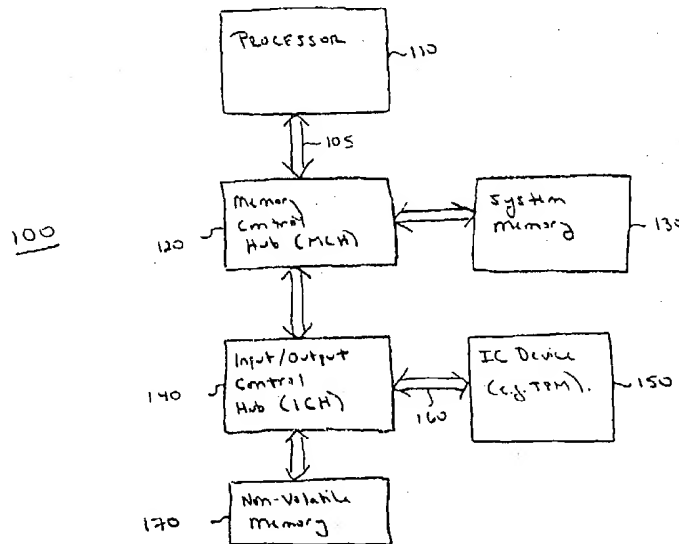 PROCESSOR
110
105
Memory
Control
Hub (MCH)
System
Memory
100
120
130
Input/Output
Control
Hub (ICH)
IC Device
(e.g. TPM).
140
150
160
Non-Volatile
Memory
170